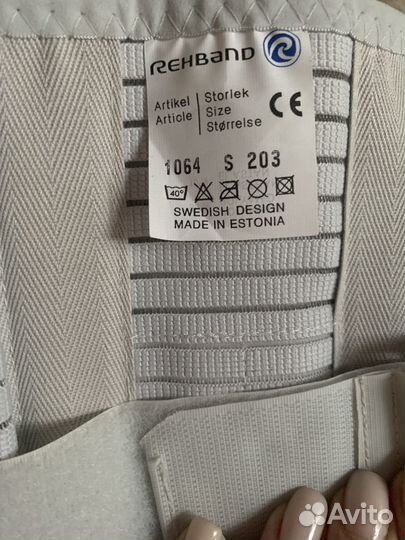 REHBAND
Artikel Storlek
Article Size
Størrelse
CE
1064 S 203
40°
SWEDISH DESIGN
MADE IN ESTONIA
Avito